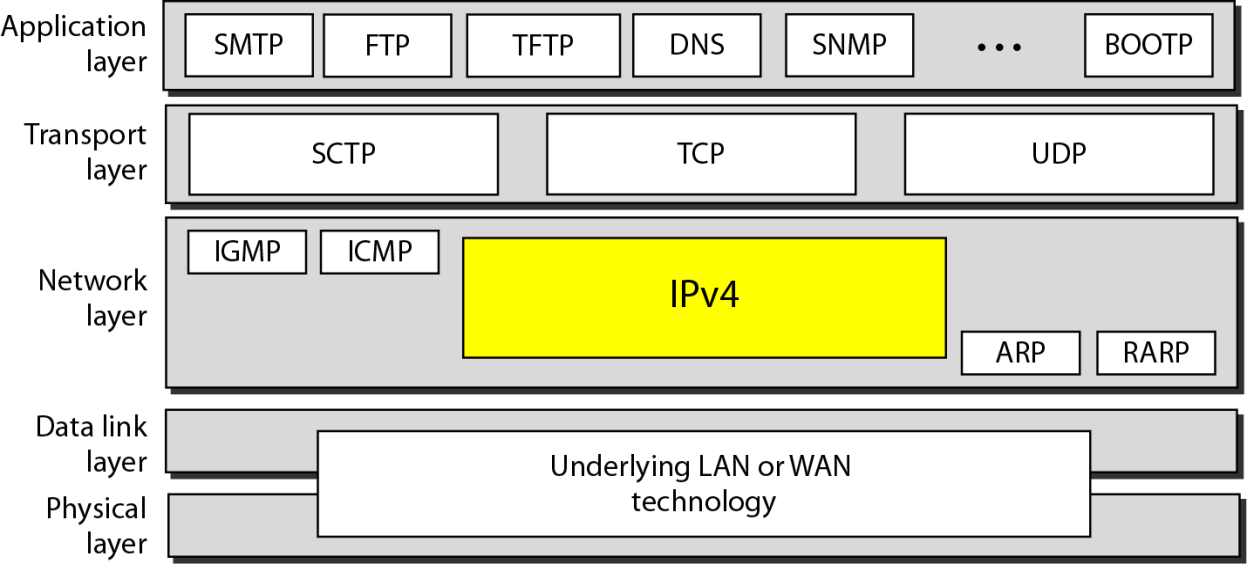 Application
layer
SMTP FTP TFTP DNS SNMP ... BOOTP
Transport
layer
SCTP TCP UDP
Network
layer
IGMP ICMP
IPv4
ARP RARP
Data link
layer
Underlying LAN or WAN
technology
Physical
layer